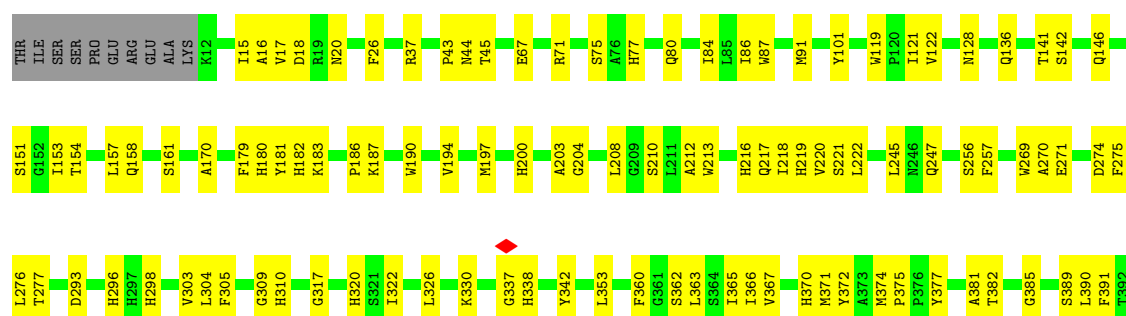 THR ILE SER SER PRO GLU ARG GLU ALA LYS K12 I15 A16 V17 D18 R19 N20 F26 R37 P43 N44 T45 E67 R71 S75 A76 H77 Q80 I84 L85 I86 W87 M91 Y101 W119 P120 I121 V122 N128 Q136 T141 S142 Q146
S151 G152 I153 T154 L157 Q158 S161 A170 F179 H180 Y181 H182 K183 P186 K187 W190 V194 M197 H200 A203 G204 L208 G209 S210 L211 A212 W213 H216 Q217 I218 H219 V220 S221 L222 L245 N246 Q247 S256 F257 W269 A270 E271 D274 F275
L276 T277 D293 H296 H297 H298 V303 L304 F305 G309 H310 G317 H320 S321 I322 L326 K330 G337 H338 Y342 L353 F360 G361 S362 L363 S364 I365 I366 V367 H370 M371 Y372 A373 M374 P375 P376 Y377 A381 T382 G385 S389 L390 F391 T392